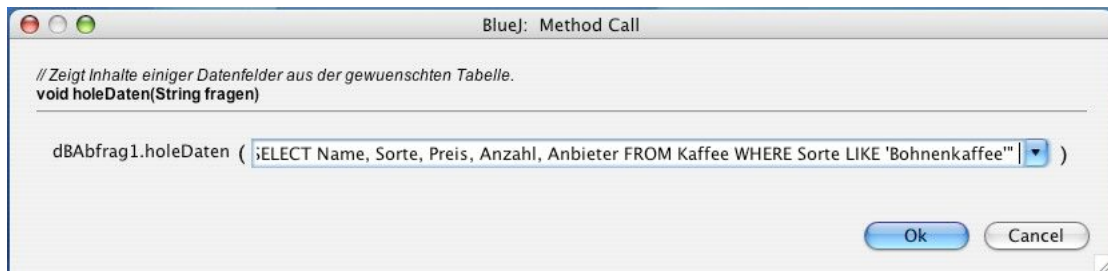 BlueJ: Method Call
// Zeigt Inhalte einiger Datenfelder aus der gewuenschten Tabelle.
void holeDaten(String fragen)
dBAbfrag1.holeDaten ( SELECT Name, Sorte, Preis, Anzahl, Anbieter FROM Kaffee WHERE Sorte LIKE 'Bohnenkaffee'" )
Ok Cancel